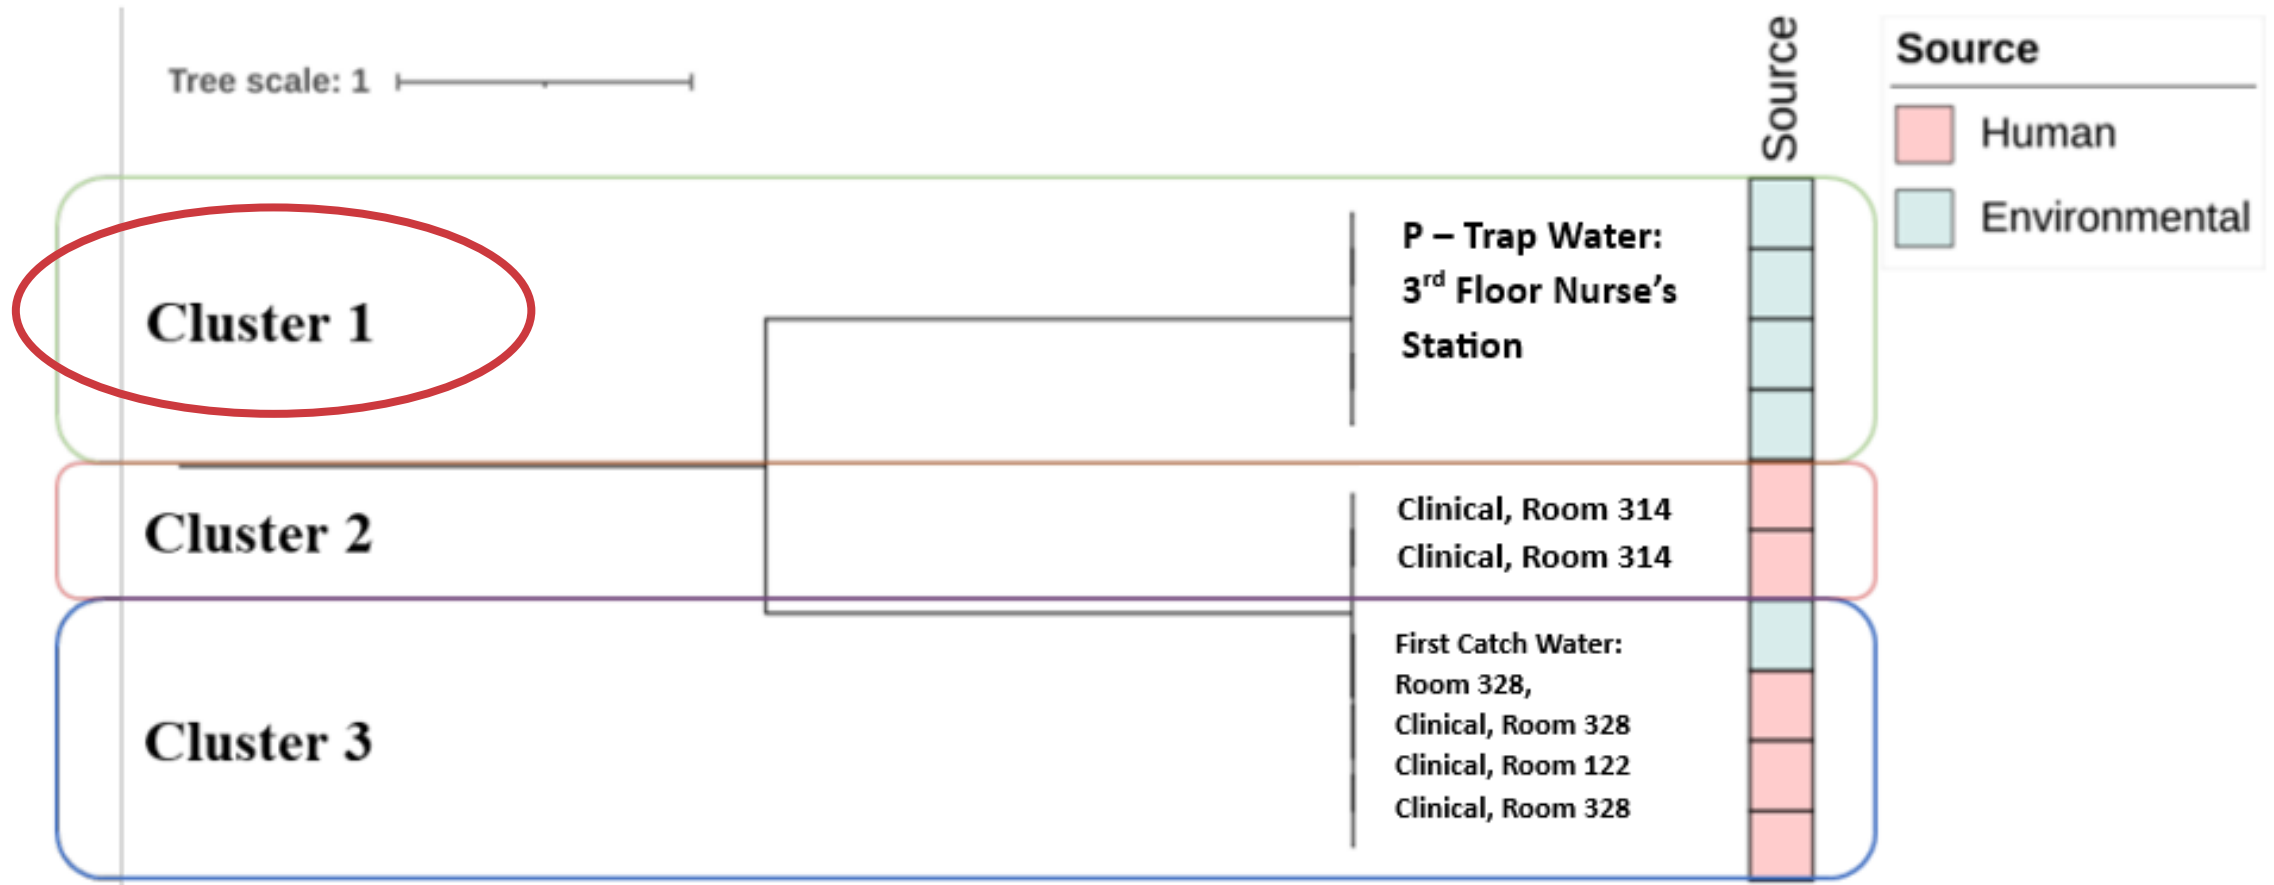 Tree scale: 1
Source
Source
Human
Environmental
Cluster 1
P – Trap Water:
3rd Floor Nurse's
Station
Cluster 2
Clinical, Room 314
Clinical, Room 314
Cluster 3
First Catch Water:
Room 328,
Clinical, Room 328
Clinical, Room 122
Clinical, Room 328